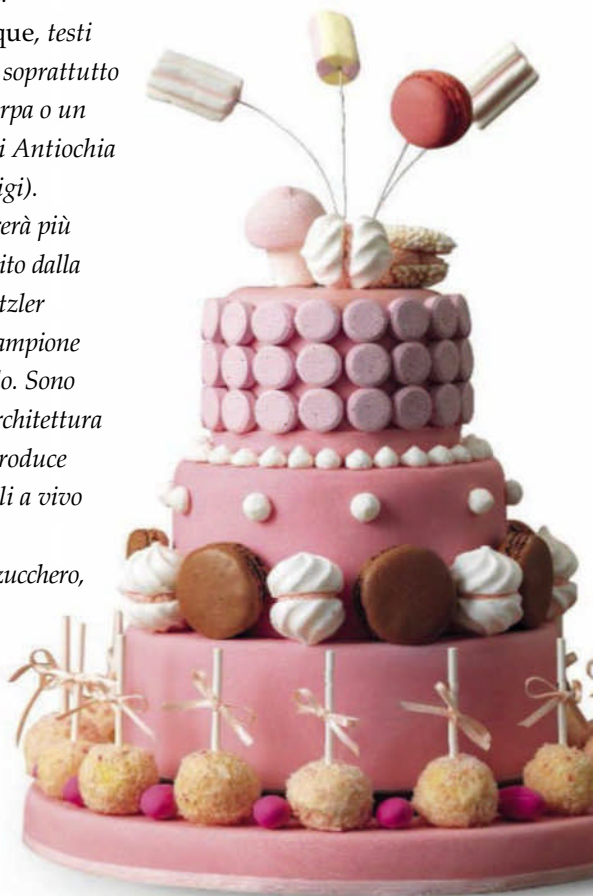 que, testi
soprattutto
rpa o un
i Antiochia
igi).
erà più
ito dalla
tzler
ampione
lo. Sono
rchitettura
roduce
li a vivo
zucchero,